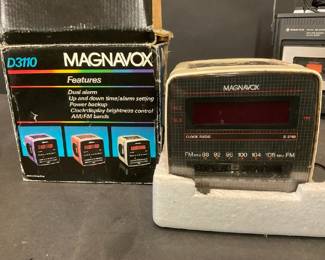 D3110 MAGNAVOX
Features
Dual alarm
Up and down time/alarm setting
Power backup
Clock/display brightness control
AM/FM bands
MAGNAVOX
CLOCK RADIO
FM 88 92 96 100 104 108 FM